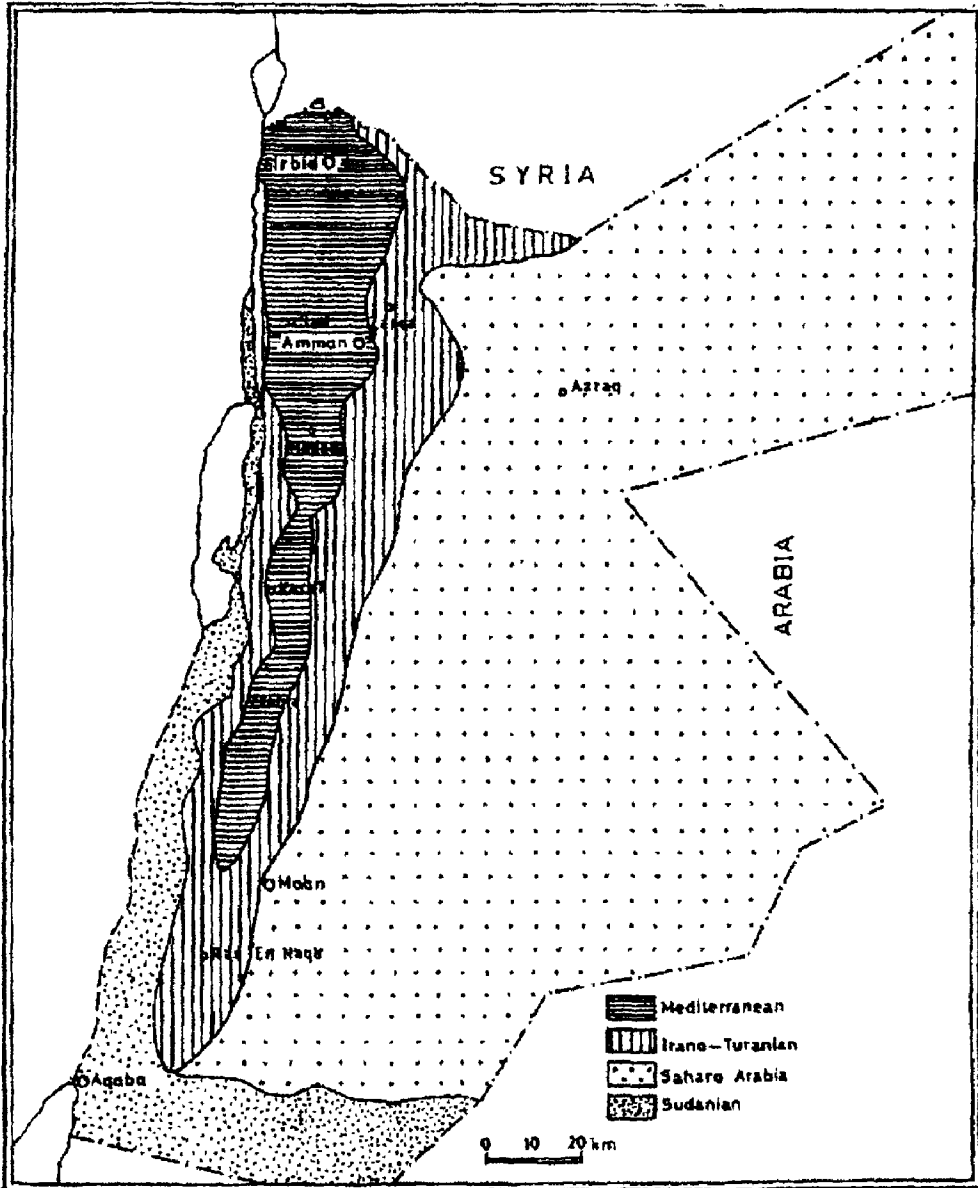 Irbid
SYRIA
Amman
Azraq
ARABIA
Maan
Ras En Naqb
Aqaba
Mediterranean
Irano-Turanian
Saharo Arabia
Sudanian
0 10 20 km